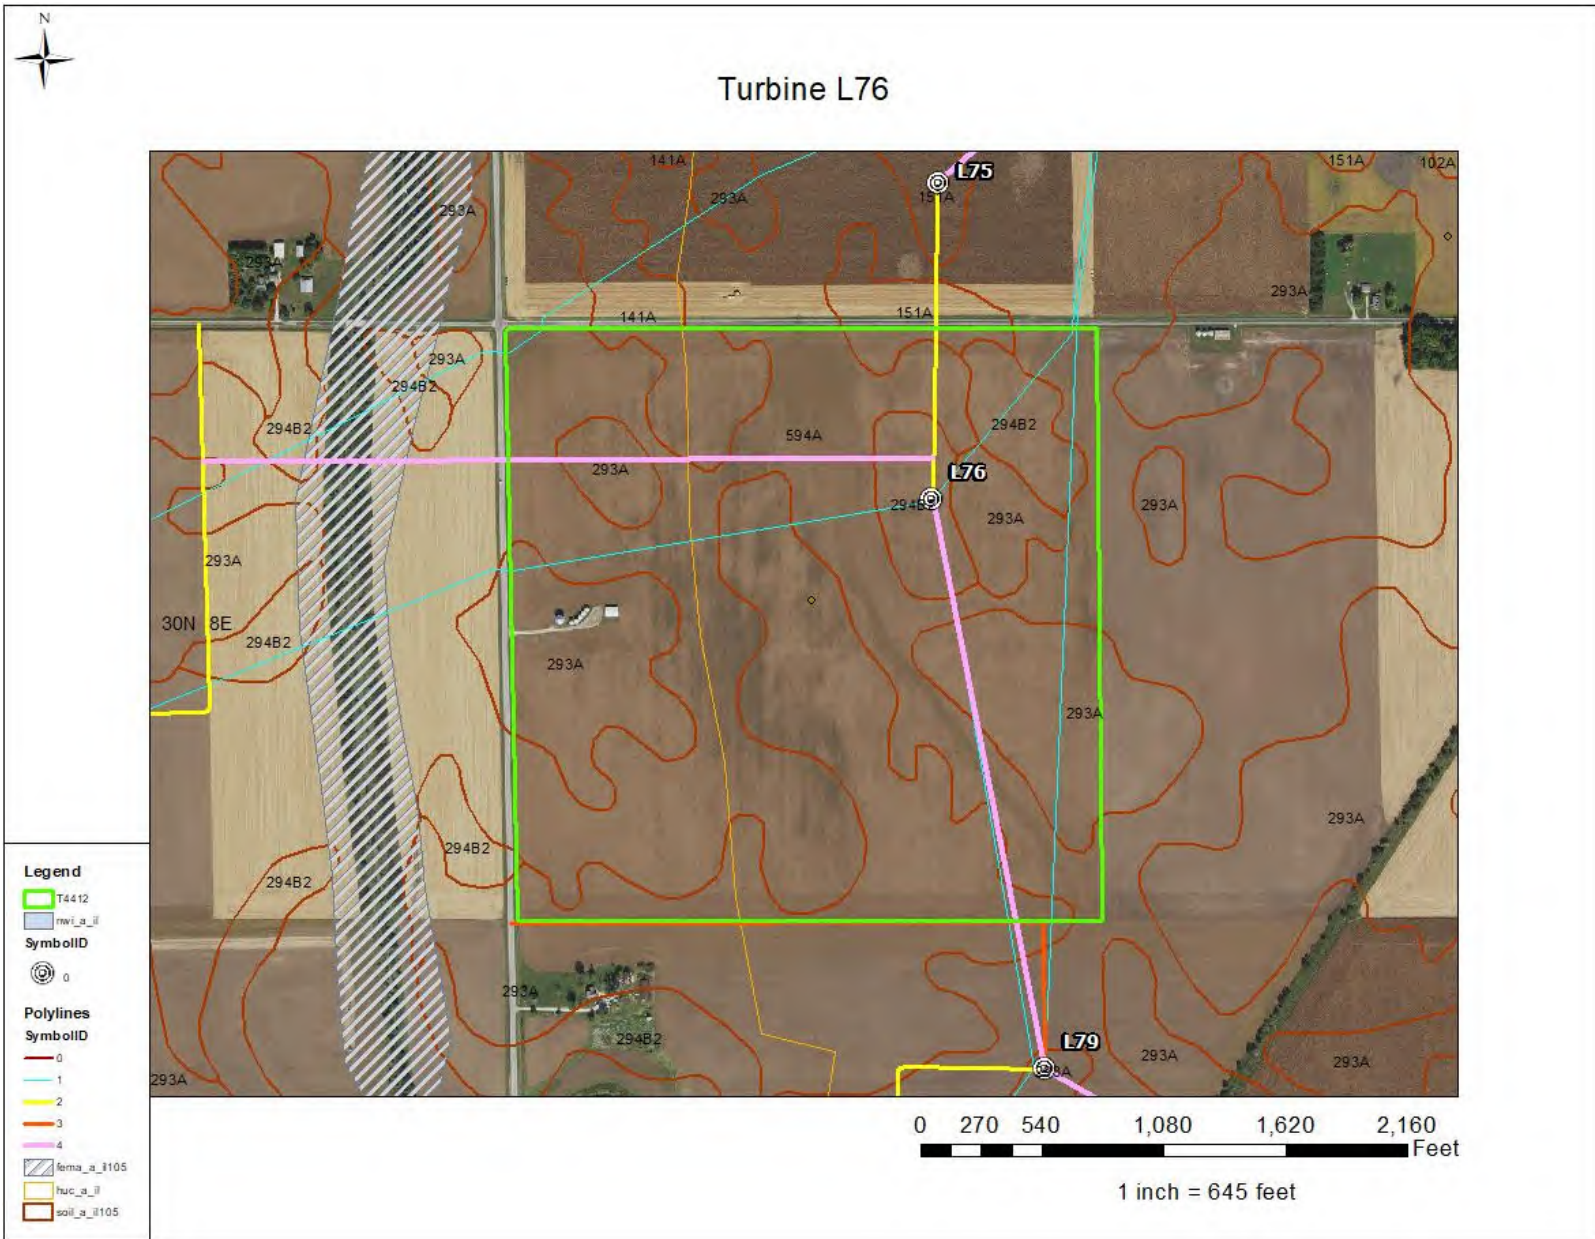 N
Turbine L76
141A
151A
102A
L75
293A
293A
151A
293A
293A
141A
151A
293A
294B2
294B2
294B2
594A
293A
L76
293A
294B
293A
293A
30N 8E
294B2
293A
293A
293A
294B2
294B2
293A
294B2
L79
293A
293A
293A
Legend
T4412
nwi_a_il
SymbolID
0
Polylines
SymbolID
0
1
2
3
4
fema_a_il105
huc_a_il
soil_a_il105
0 270 540 1,080 1,620 2,160
Feet
1 inch = 645 feet